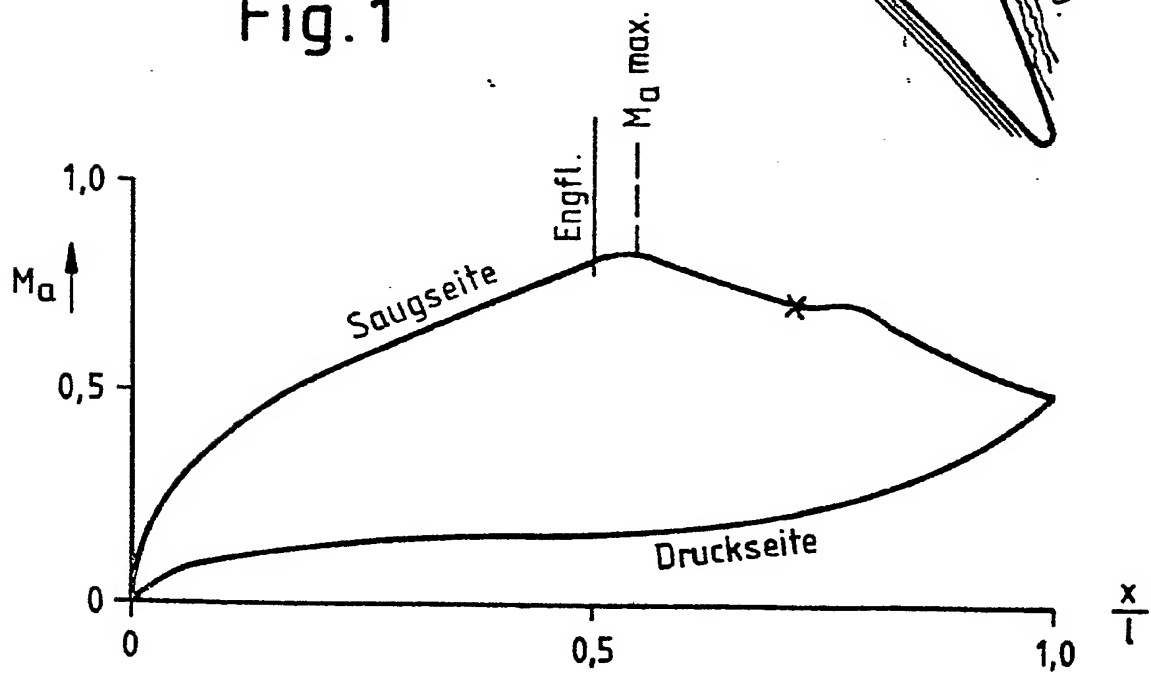 Fig.1
Ma max.
Engfl.
1,0
Ma
Saugseite
0,5
Druckseite
0
0
0,5
1,0
x
l